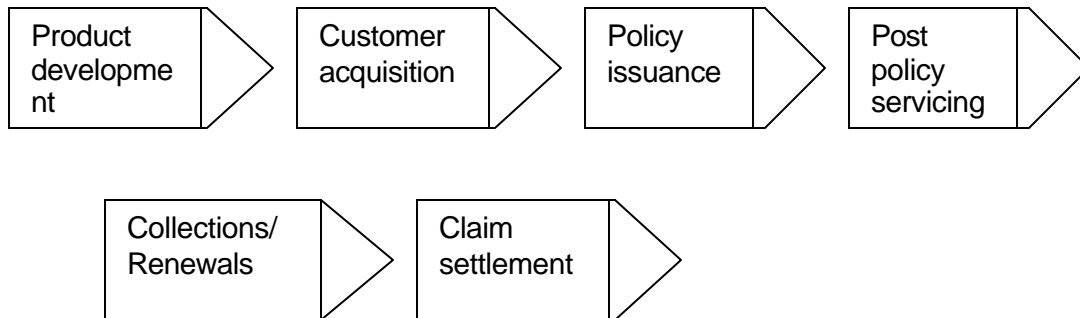 Product
developme
nt
Customer
acquisition
Policy
issuance
Post
policy
servicing
Collections/
Renewals
Claim
settlement